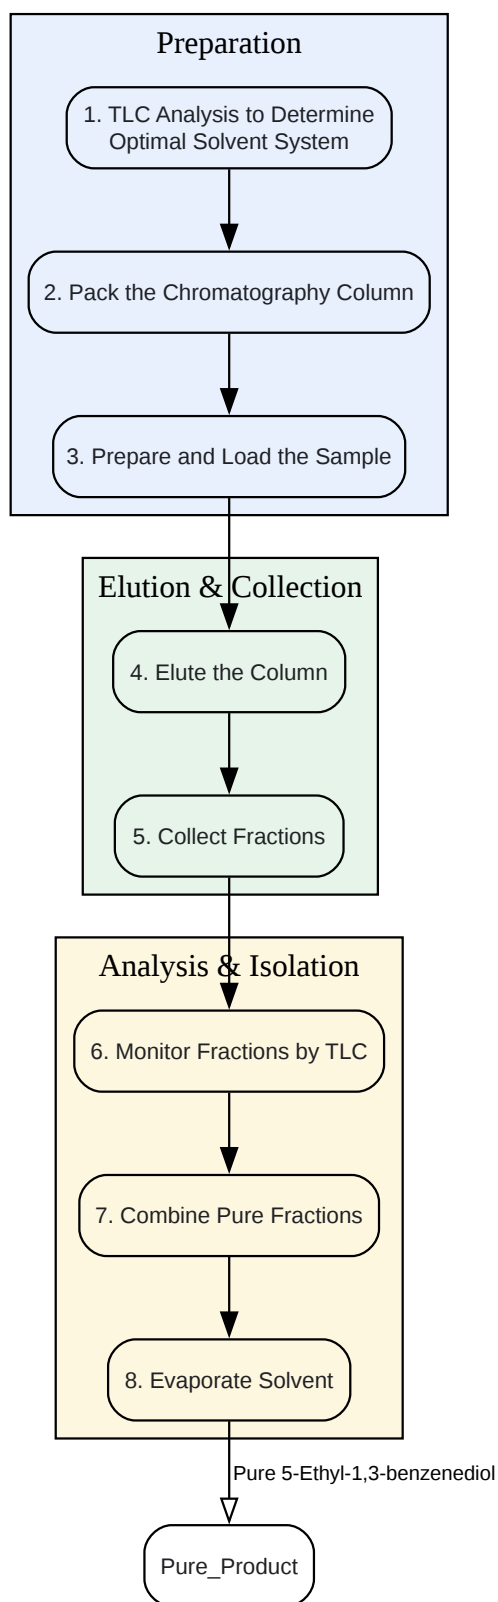 Preparation
1. TLC Analysis to Determine
Optimal Solvent System
2. Pack the Chromatography Column
3. Prepare and Load the Sample
Elution & Collection
4. Elute the Column
5. Collect Fractions
Analysis & Isolation
6. Monitor Fractions by TLC
7. Combine Pure Fractions
8. Evaporate Solvent
Pure 5-Ethyl-1,3-benzenediol
Pure_Product